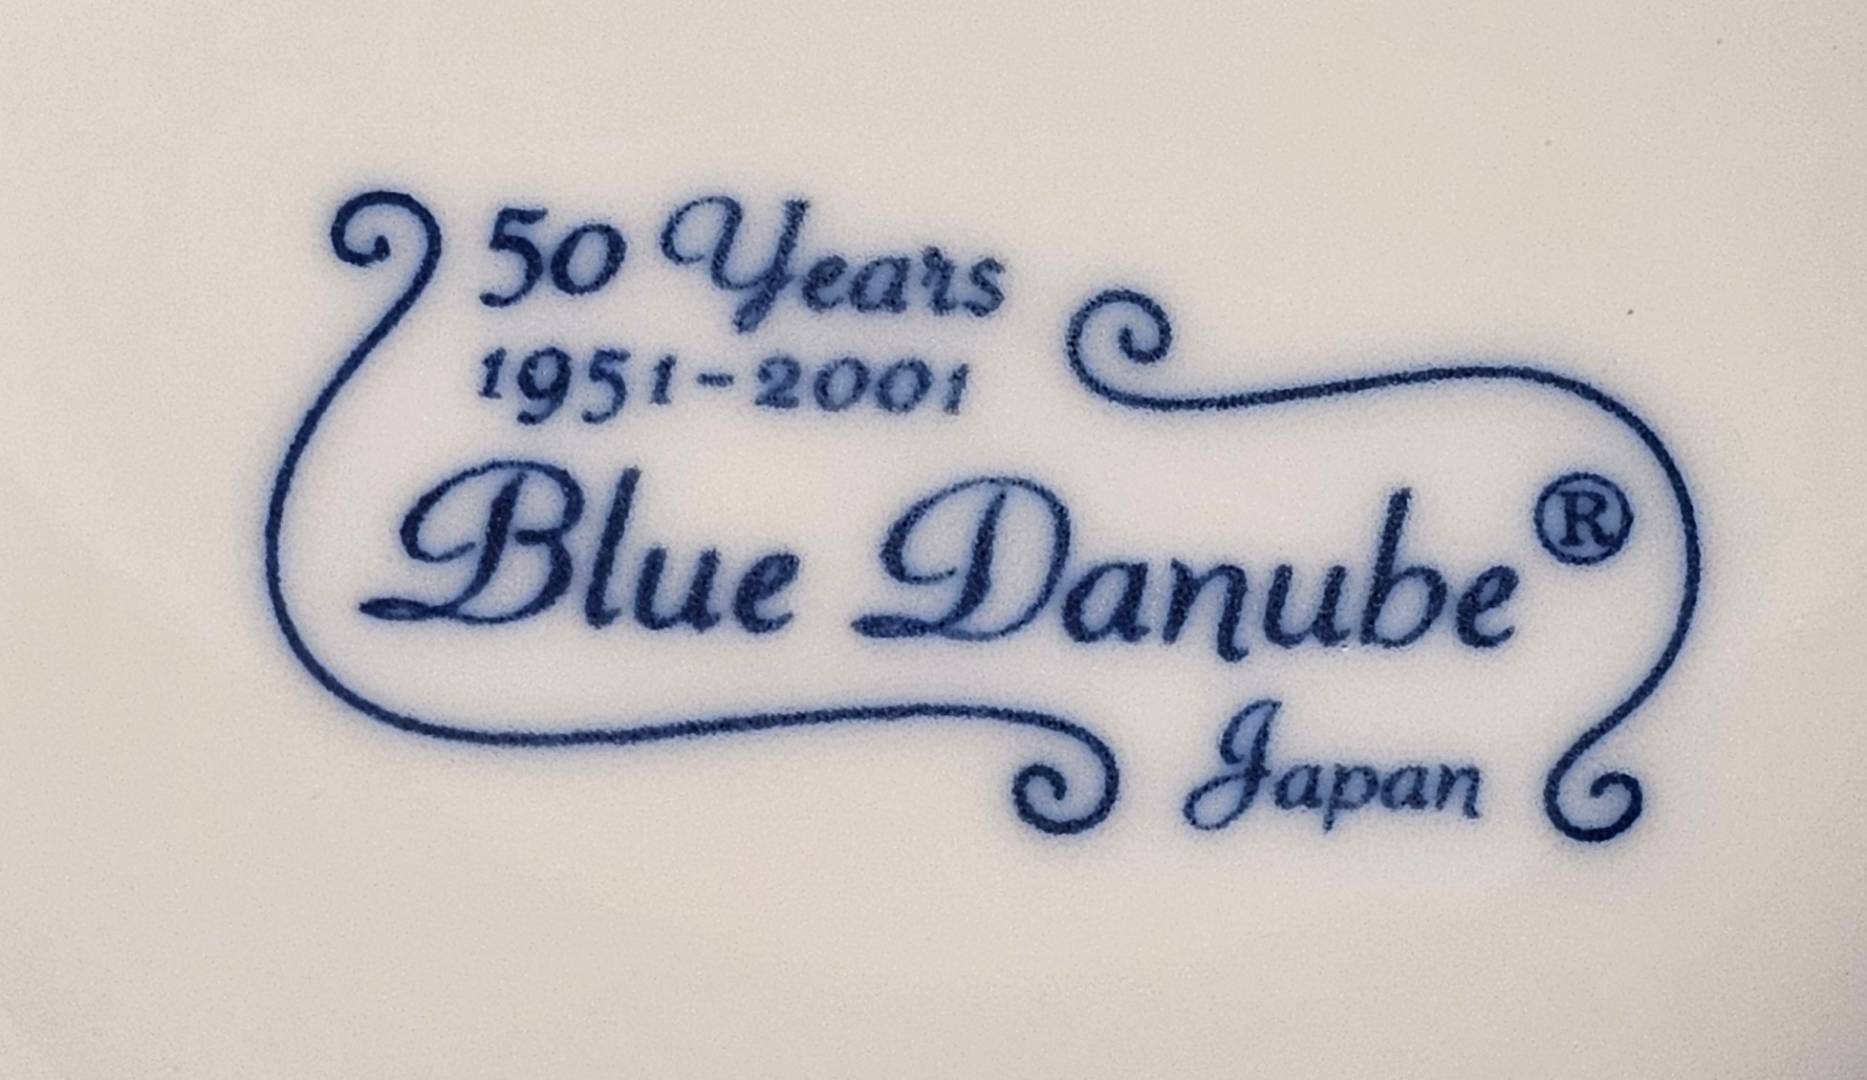 50 Years
1951-2001
Blue Danube®
Japan